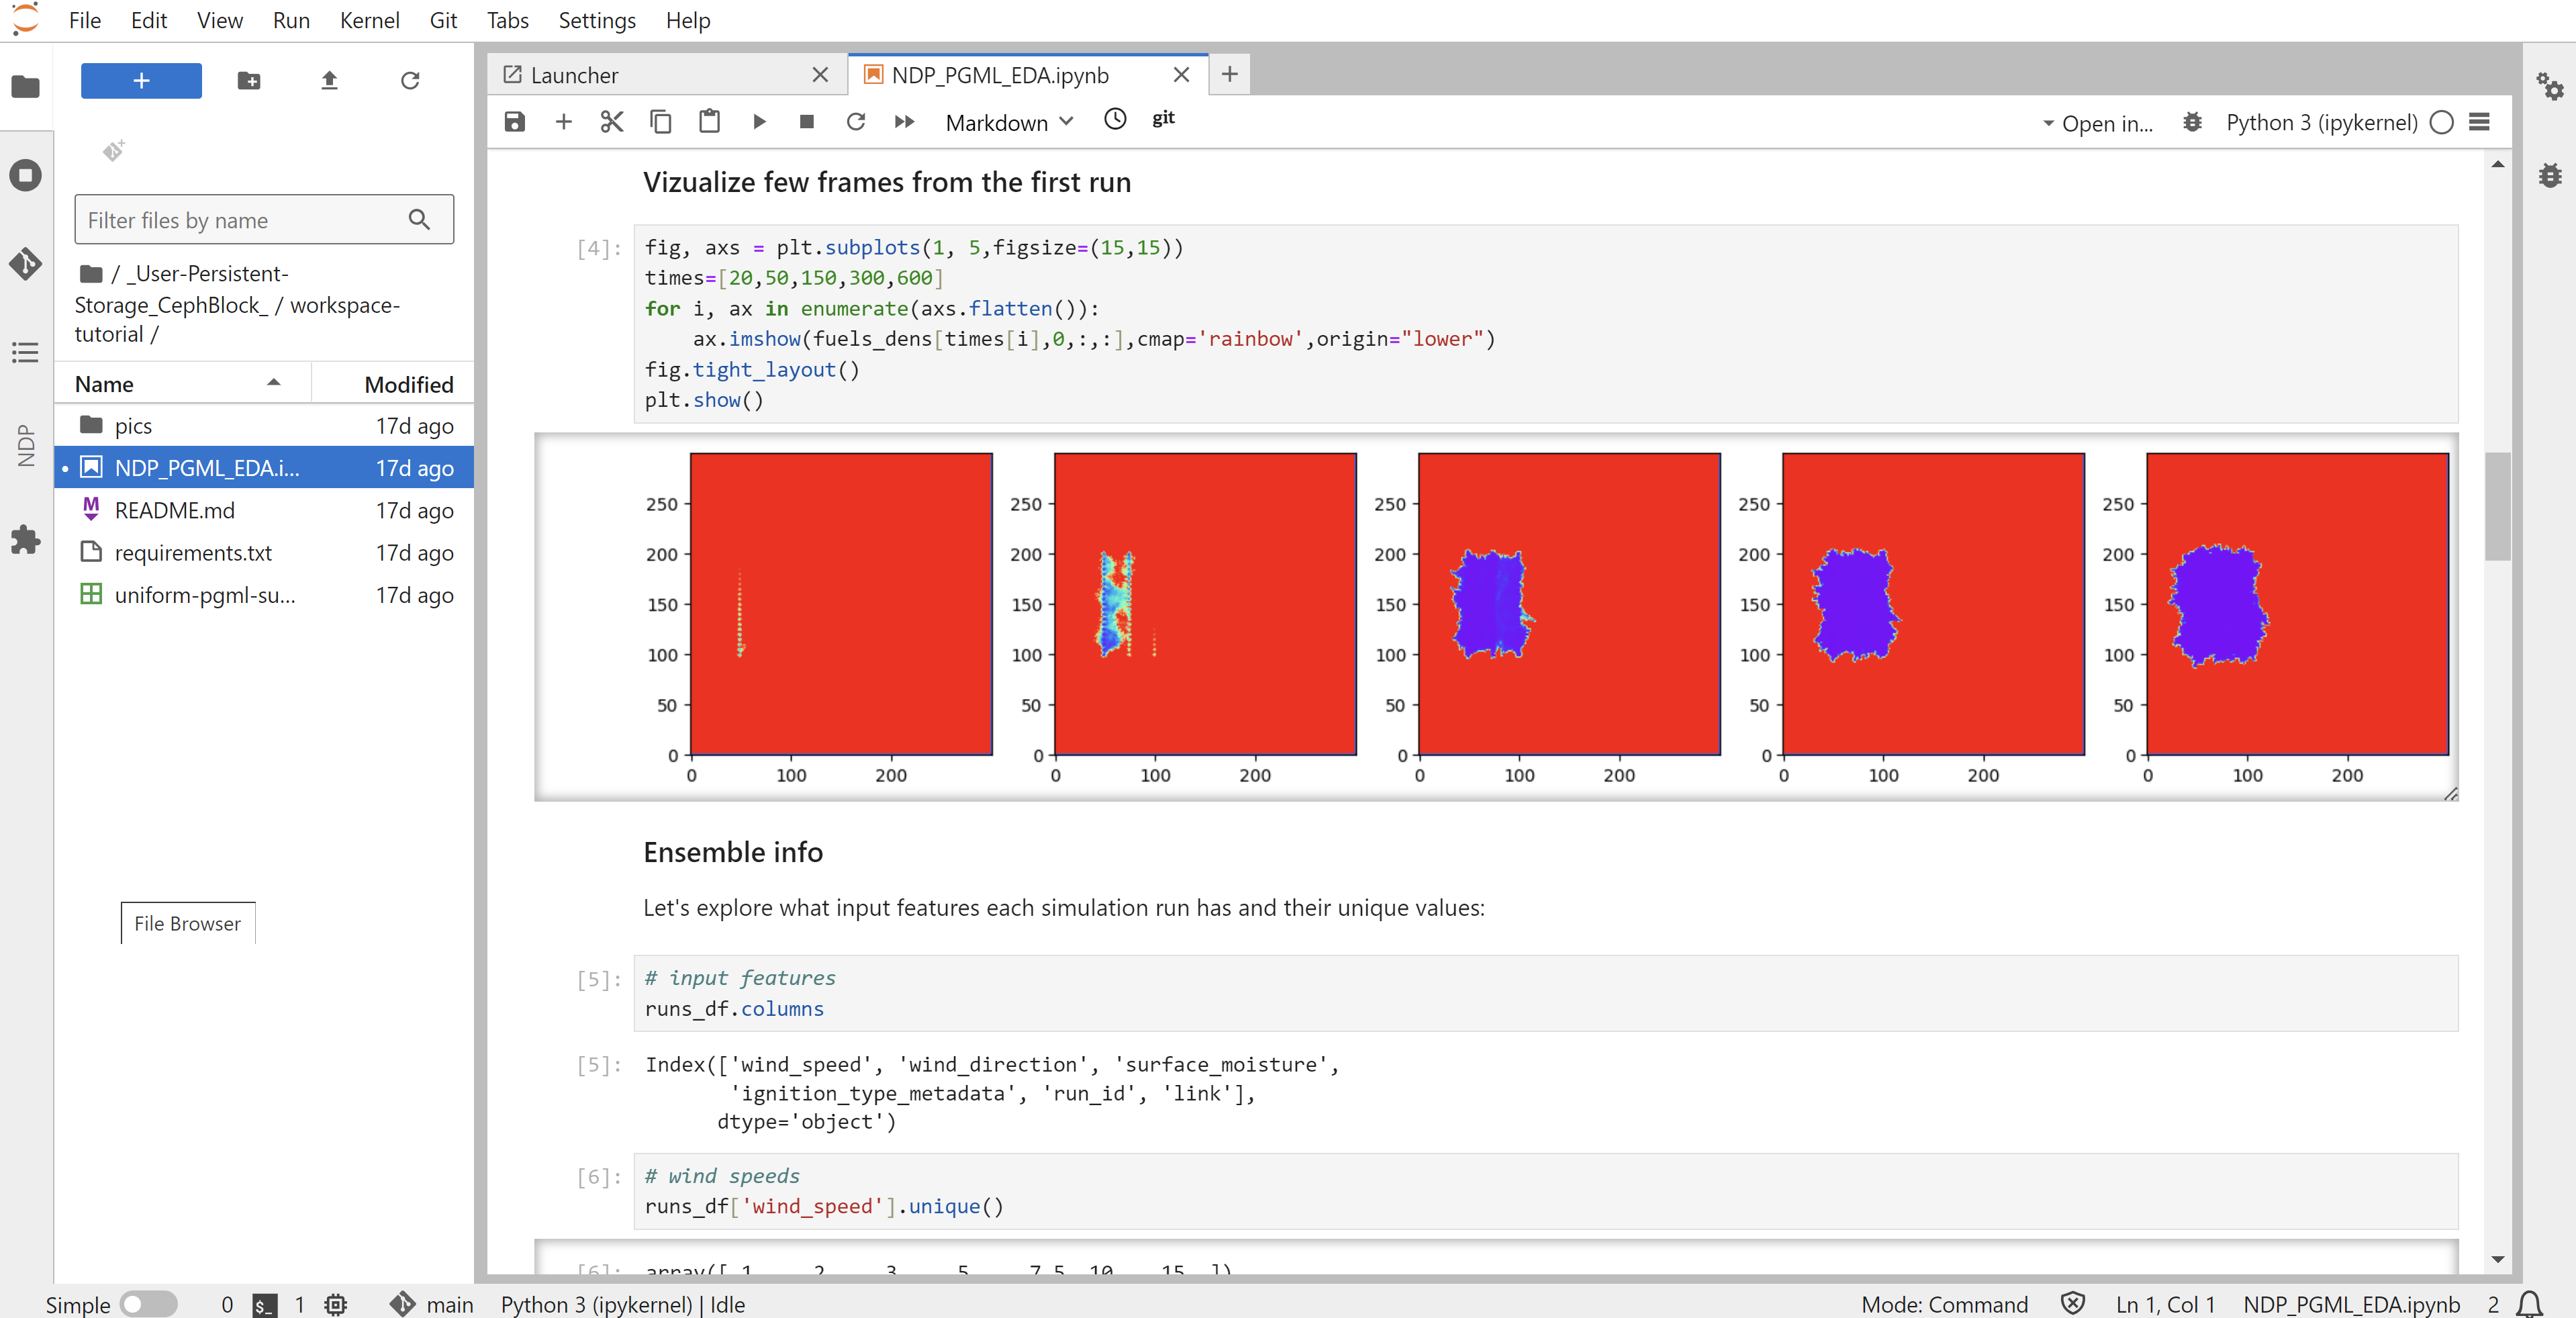 File Edit View Run Kernel Git Tabs Settings Help
Launcher
NDP_PGML_EDA.ipynb
Markdown
git
Open in...
Python 3 (ipykernel)
Filter files by name
/ _User-Persistent-
Storage_CephBlock_ / workspace-
tutorial /
Name Modified
pics 17d ago
NDP_PGML_EDA.i... 17d ago
README.md 17d ago
requirements.txt 17d ago
uniform-pgml-su... 17d ago
NDP
File Browser
Vizualize few frames from the first run
[4]: fig, axs = plt.subplots(1, 5,figsize=(15,15))
times=[20,50,150,300,600]
for i, ax in enumerate(axs.flatten()):
    ax.imshow(fuels_dens[times[i],0,:,:],cmap='rainbow',origin="lower")
fig.tight_layout()
plt.show()
250 250 250 250 250
200 200 200 200 200
150 150 150 150 150
100 100 100 100 100
50 50 50 50 50
0 0 0 0 0
0 100 200 0 100 200 0 100 200 0 100 200 0 100 200
Ensemble info
Let's explore what input features each simulation run has and their unique values:
[5]: # input features
runs_df.columns
[5]: Index(['wind_speed', 'wind_direction', 'surface_moisture',
       'ignition_type_metadata', 'run_id', 'link'],
      dtype='object')
[6]: # wind speeds
runs_df['wind_speed'].unique()
[6]: array([ 1. , 2. , 3. , 5. , 7.5, 10. , 15. ])
Simple 0 $_ 1 main Python 3 (ipykernel) | Idle Mode: Command Ln 1, Col 1 NDP_PGML_EDA.ipynb 2